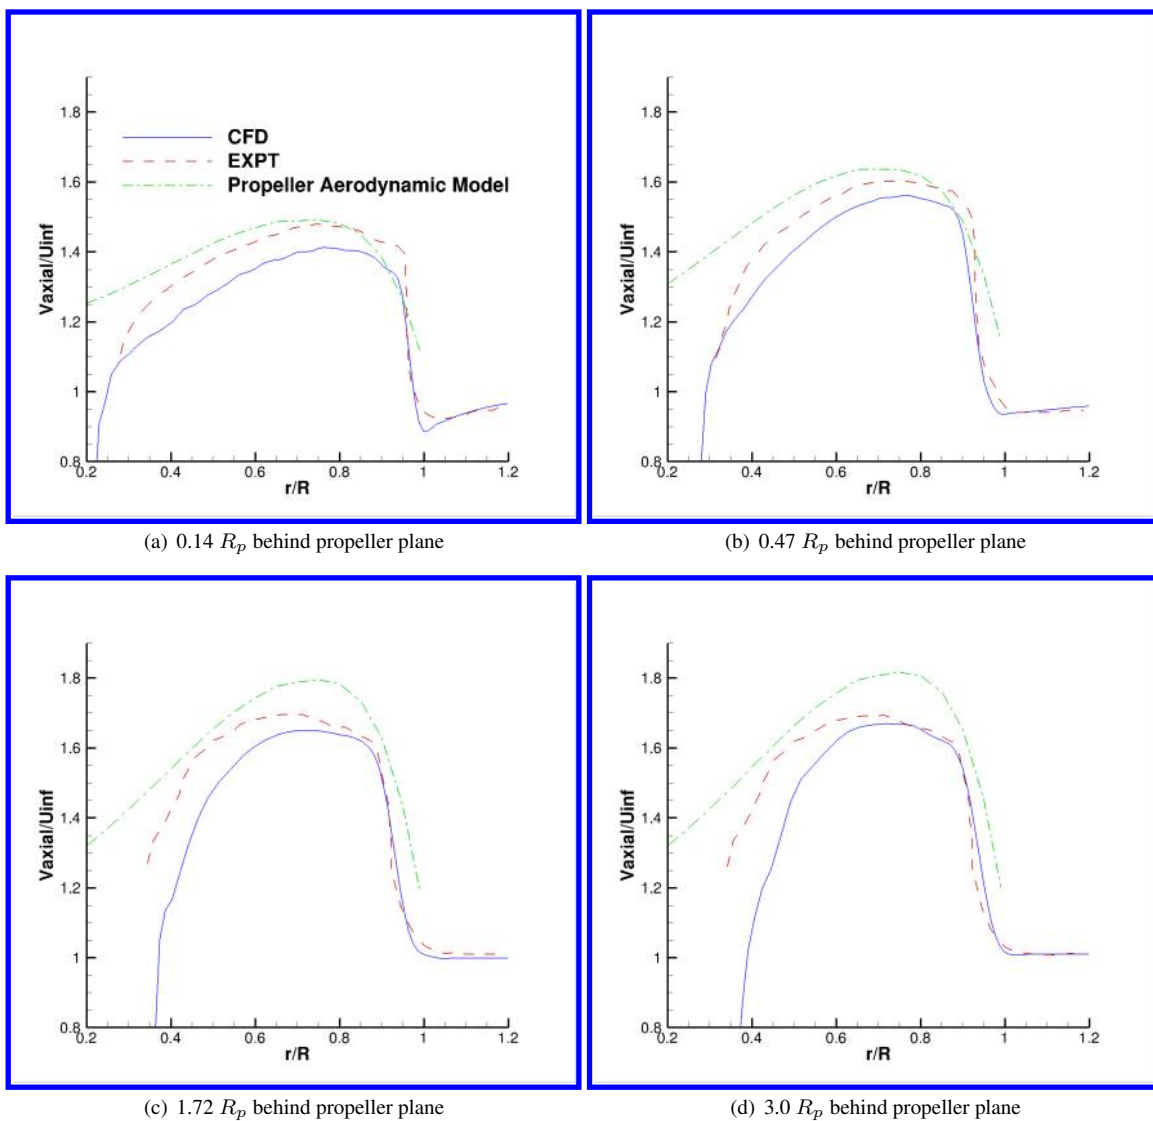 1.8
1.6
1.4
1.2
1
0.8
Vaxial/Uinf
CFD
EXPT
Propeller Aerodynamic Model
0.2 0.4 0.6 0.8 1 1.2
r/R
(a) 0.14 Rp behind propeller plane
1.8
1.6
1.4
1.2
1
0.8
Vaxial/Uinf
0.2 0.4 0.6 0.8 1 1.2
r/R
(b) 0.47 Rp behind propeller plane
1.8
1.6
1.4
1.2
1
0.8
Vaxial/Uinf
0.2 0.4 0.6 0.8 1 1.2
r/R
(c) 1.72 Rp behind propeller plane
1.8
1.6
1.4
1.2
1
0.8
Vaxial/Uinf
0.2 0.4 0.6 0.8 1 1.2
r/R
(d) 3.0 Rp behind propeller plane